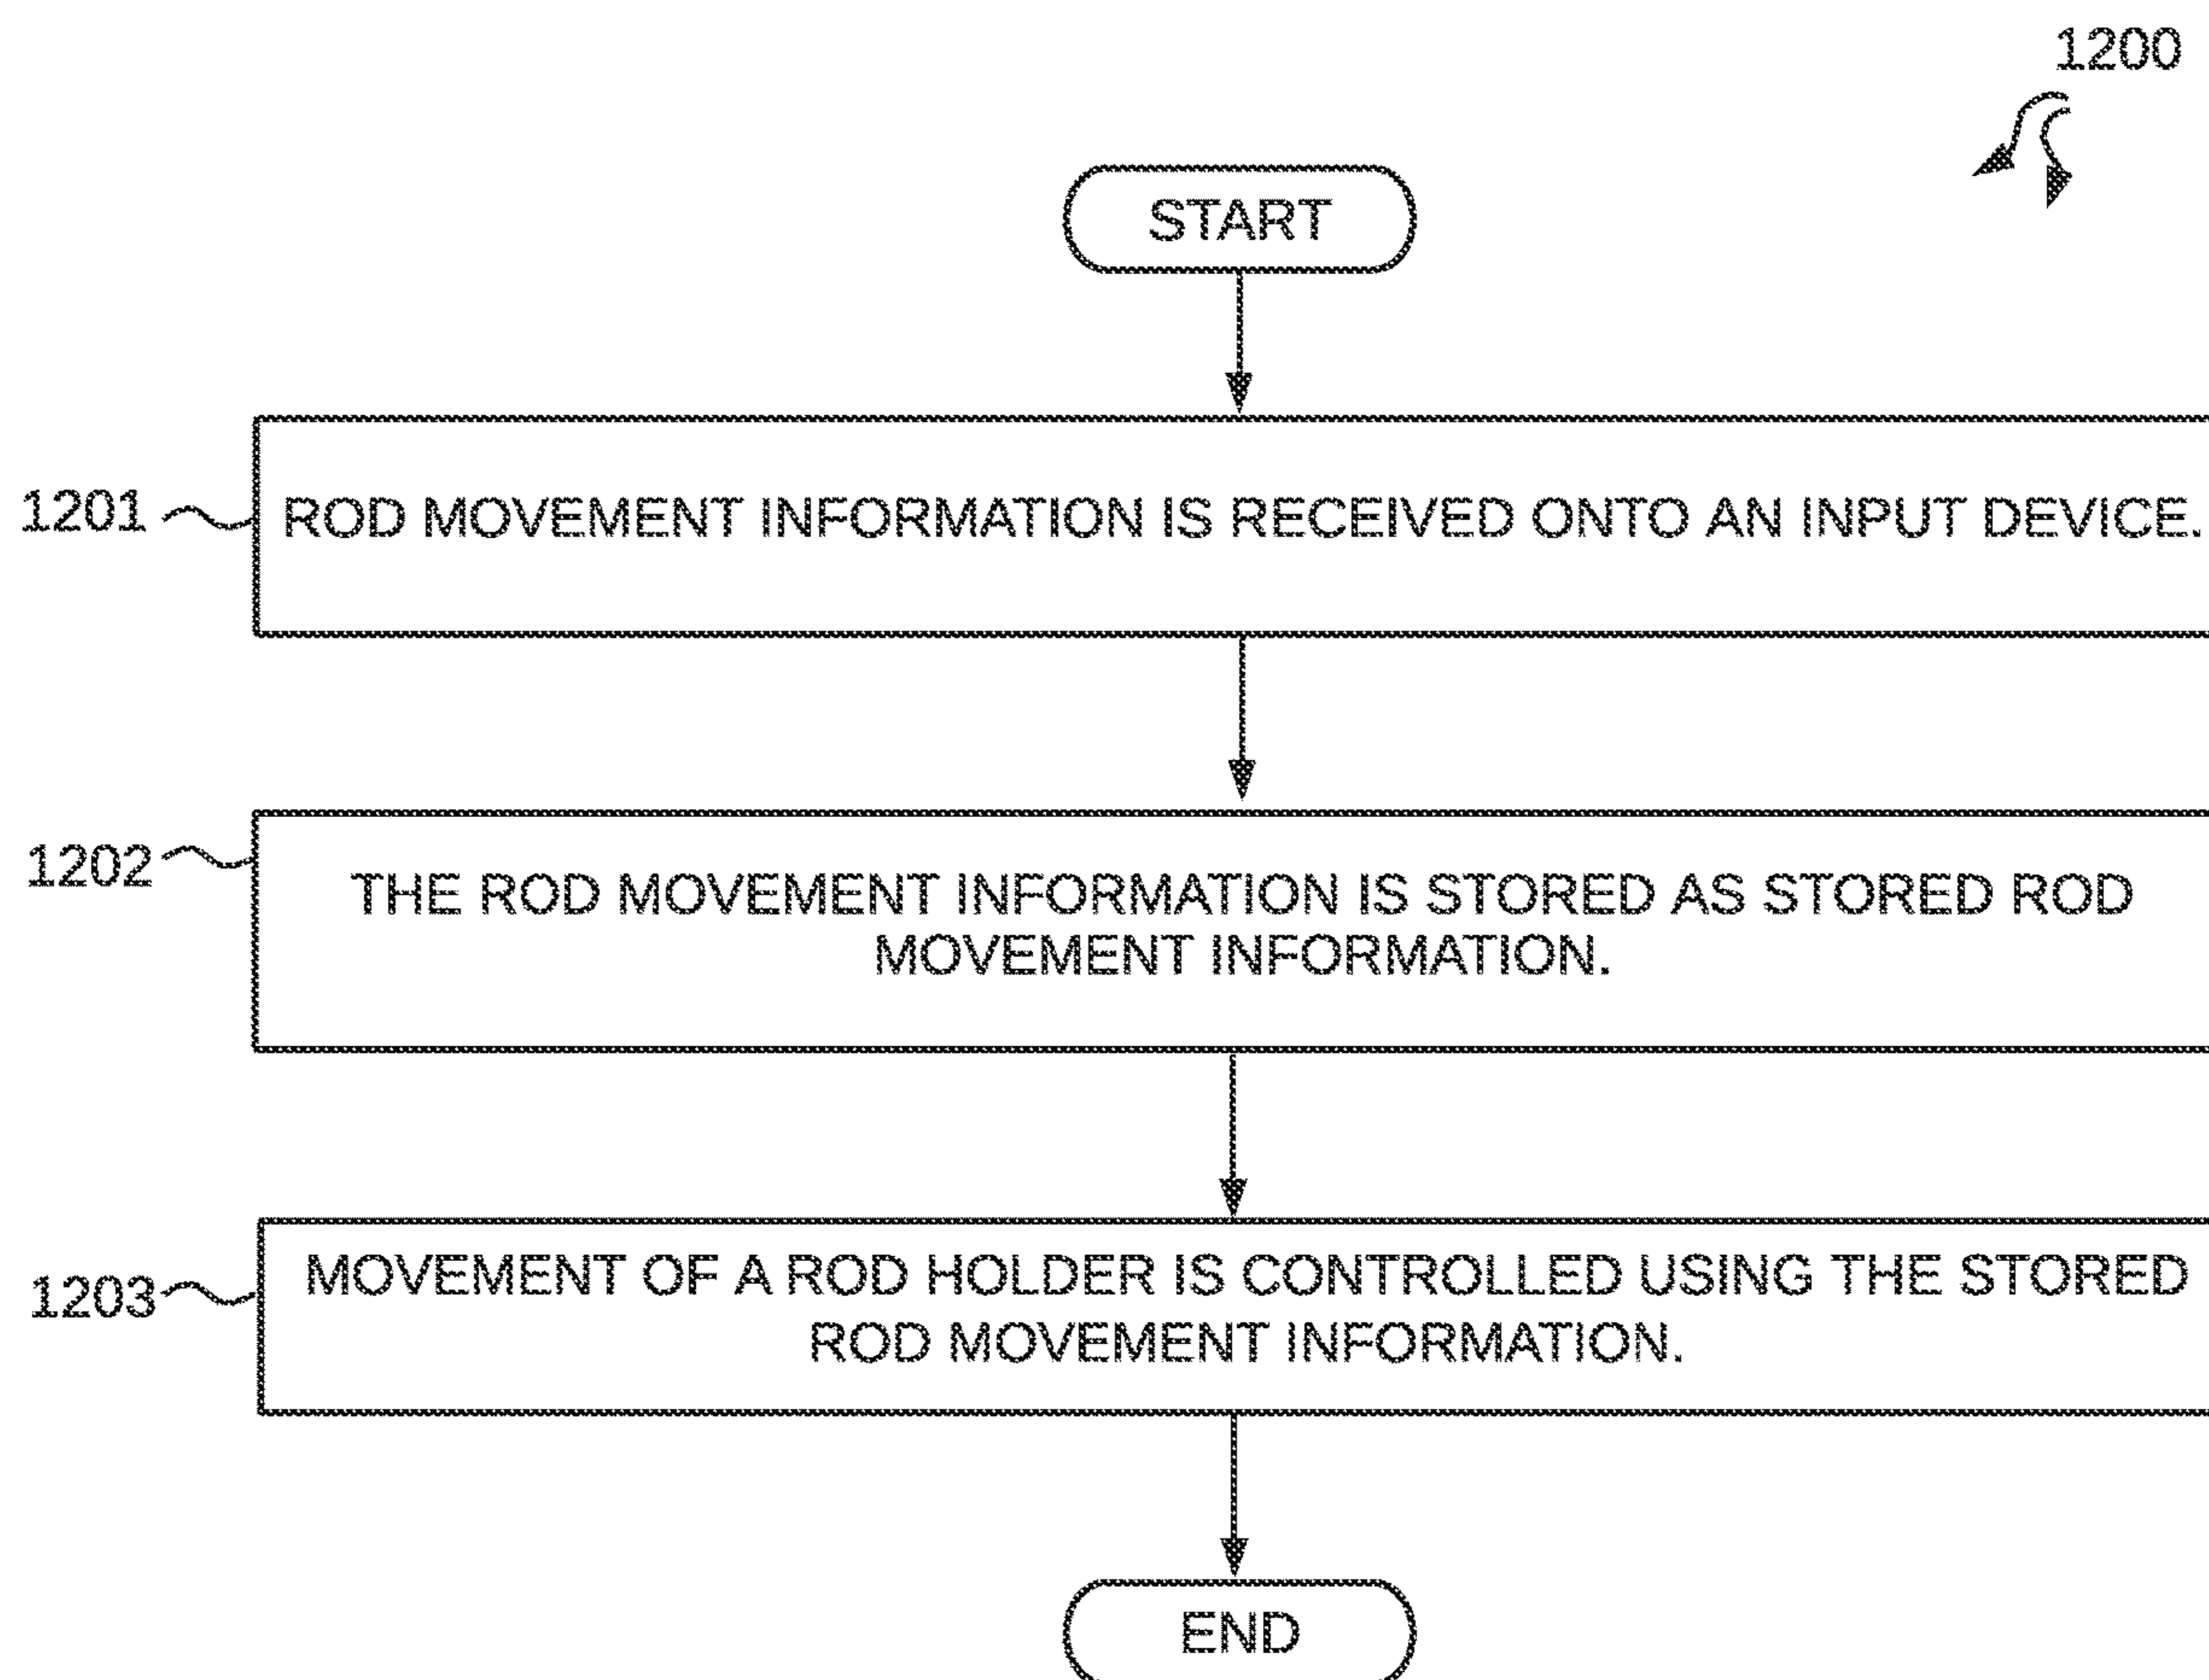 1200
START
1201
ROD MOVEMENT INFORMATION IS RECEIVED ONTO AN INPUT DEVICE.
1202
THE ROD MOVEMENT INFORMATION IS STORED AS STORED ROD
MOVEMENT INFORMATION.
1203
MOVEMENT OF A ROD HOLDER IS CONTROLLED USING THE STORED
ROD MOVEMENT INFORMATION.
END